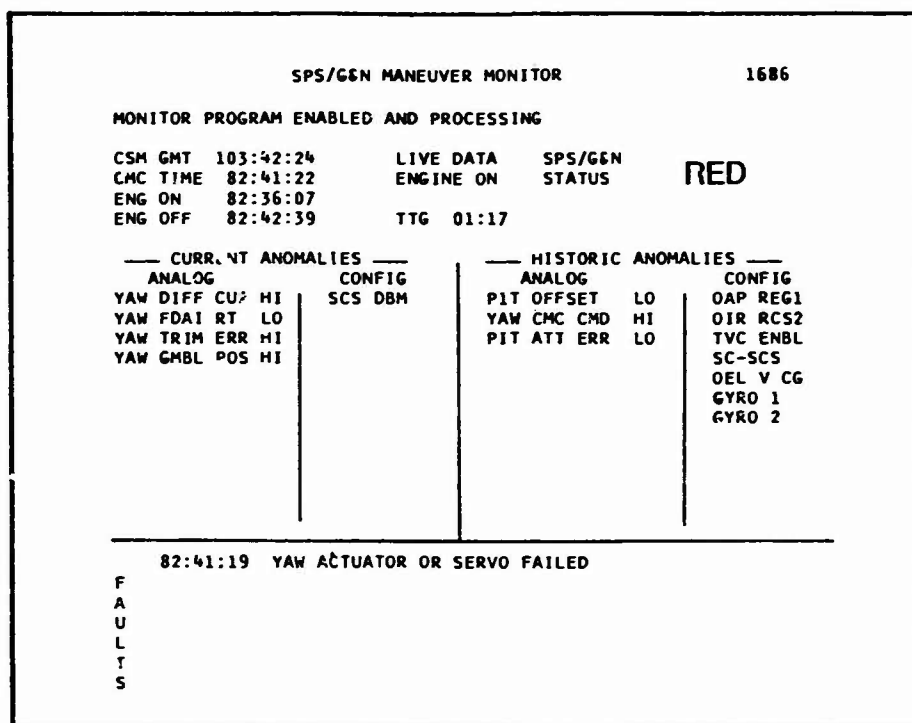 SPS/G&N MANEUVER MONITOR 1686
MONITOR PROGRAM ENABLED AND PROCESSING
CSM GMT 103:42:24 LIVE DATA SPS/G&N RED
CMC TIME 82:41:22 ENGINE ON STATUS
ENG ON 82:36:07
ENG OFF 82:42:39 TTG 01:17
CURRENT ANOMALIES HISTORIC ANOMALIES
ANALOG CONFIG ANALOG CONFIG
YAW DIFF CUR HI SCS DBM PIT OFFSET LO OAP REG1
YAW FDAI RT LO YAW CMC CMD HI OIR RCS2
YAW TRIM ERR HI PIT ATT ERR LO TVC ENBL
YAW GMBL POS HI SC-SCS
OEL V CG
GYRO 1
GYRO 2
82:41:19 YAW ACTUATOR OR SERVO FAILED
F
A
U
L
T
S